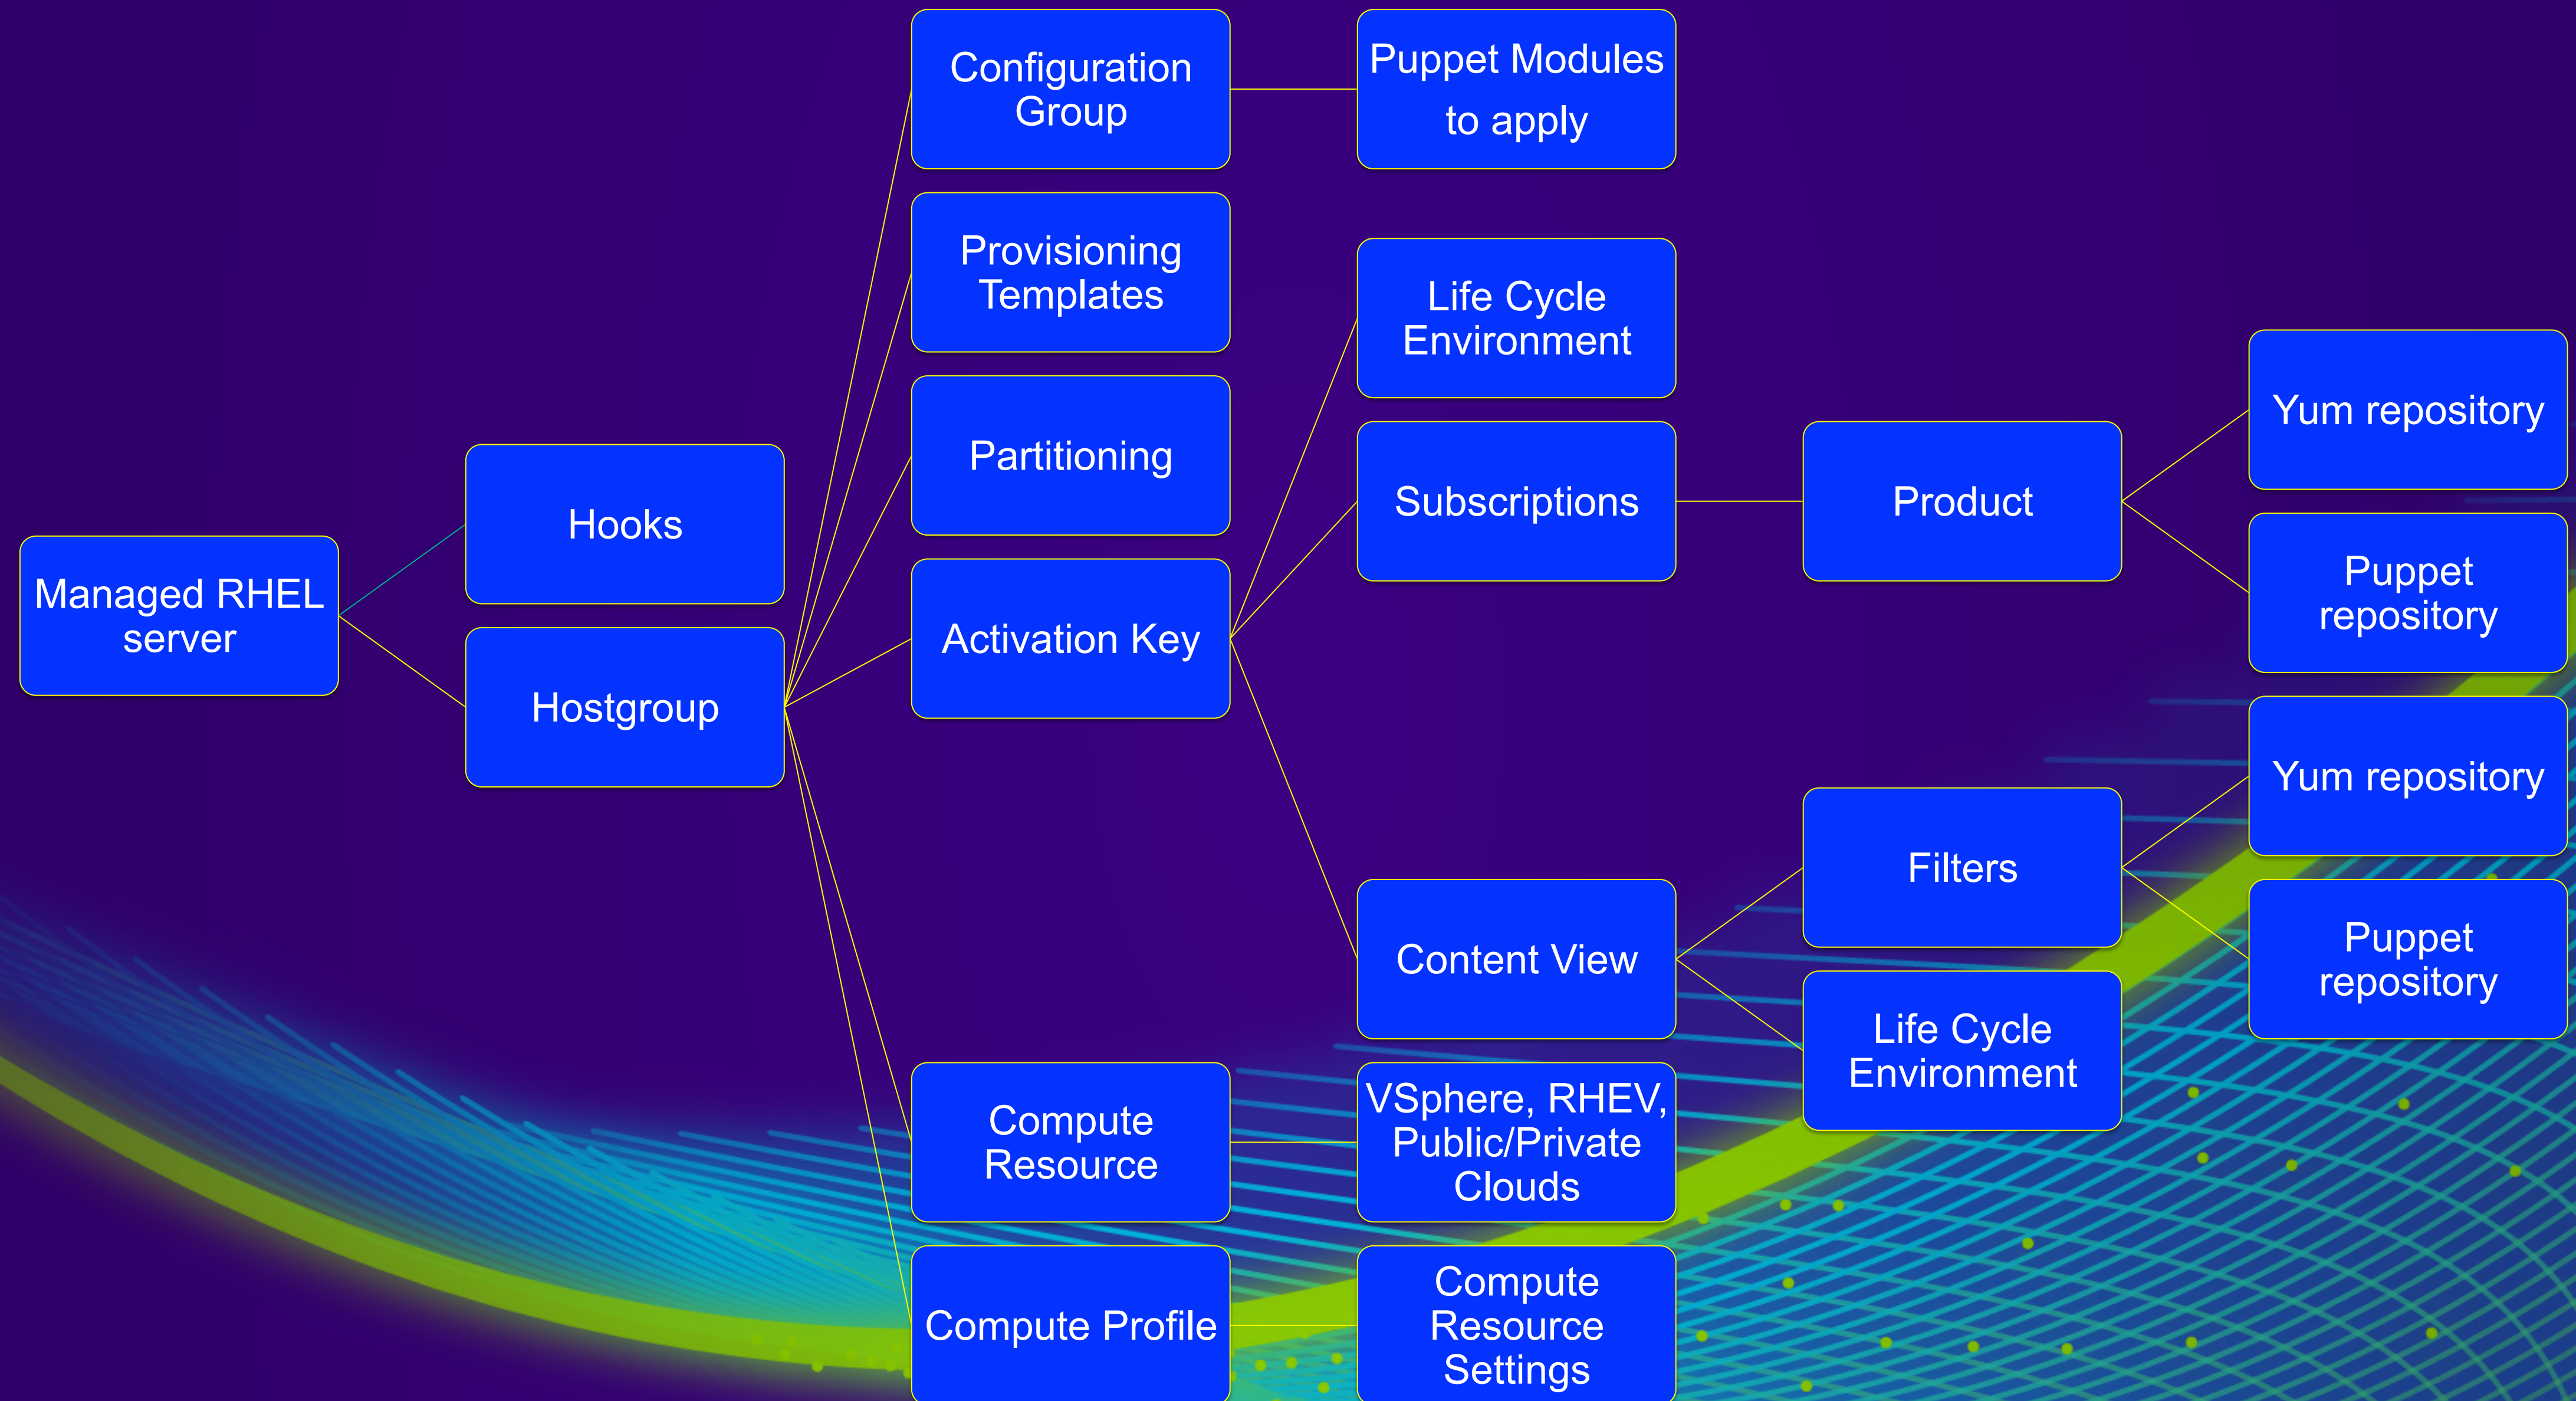 Managed RHEL
server
Hooks
Hostgroup
Configuration
Group
Provisioning
Templates
Partitioning
Activation Key
Compute
Resource
Compute Profile
Puppet Modules
to apply
Life Cycle
Environment
Subscriptions
Content View
VSphere, RHEV,
Public/Private
Clouds
Compute
Resource
Settings
Product
Filters
Life Cycle
Environment
Yum repository
Puppet
repository
Yum repository
Puppet
repository